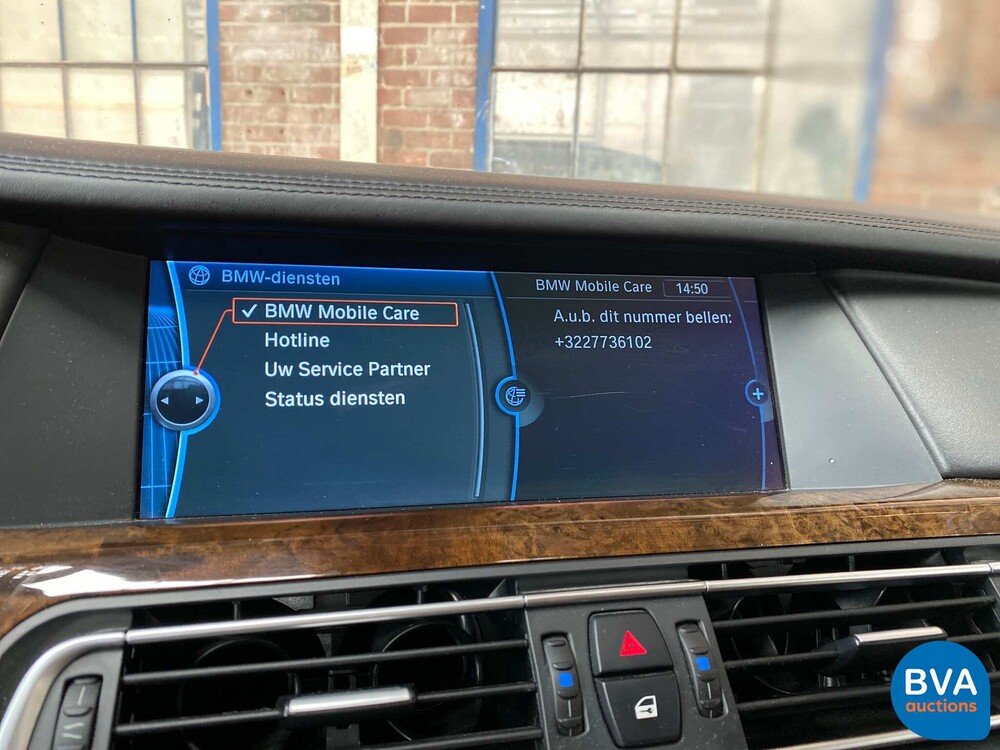 BMW-diensten
BMW Mobile Care
Hotline
Uw Service Partner
Status diensten
BMW Mobile Care 14:50
A.u.b. dit nummer bellen:
+3227736102
BVA
auctions